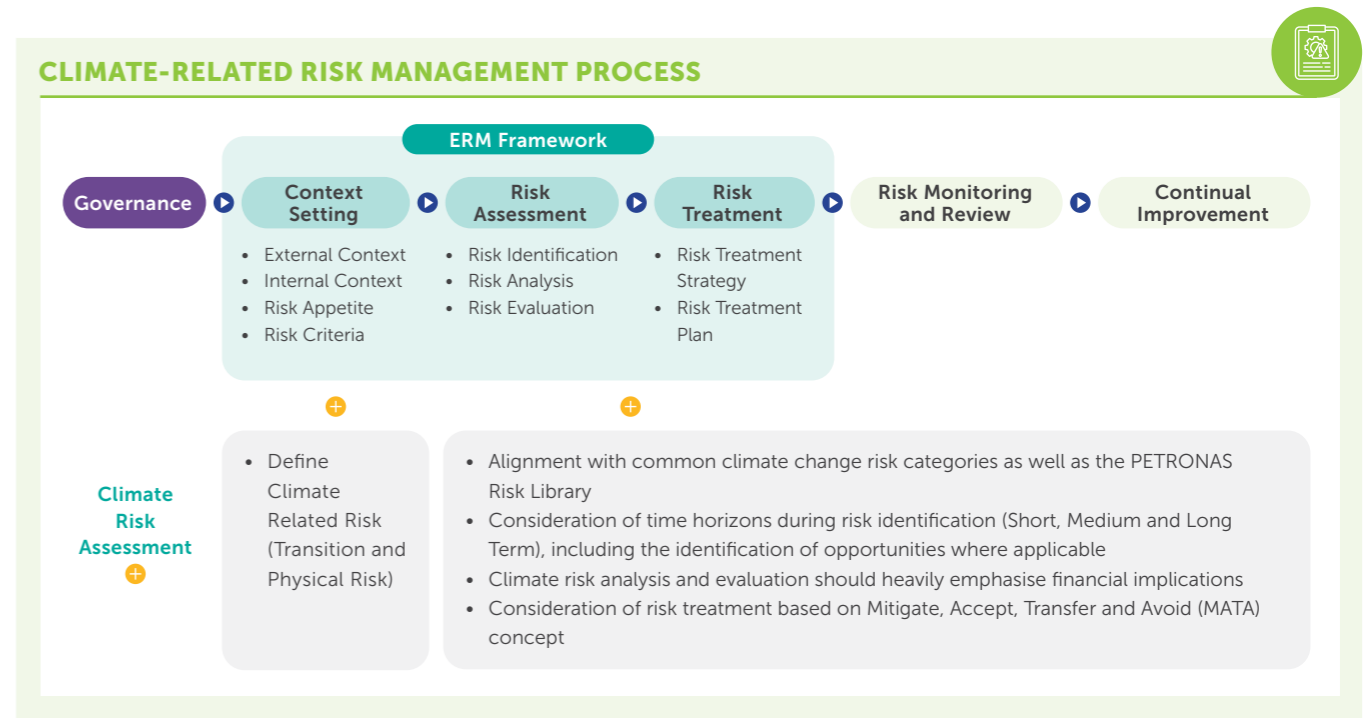 CLIMATE-RELATED RISK MANAGEMENT PROCESS
ERM Framework
Governance
Context
Setting
Risk
Assessment
Risk
Treatment
Risk Monitoring
and Review
Continual
Improvement
• External Context
• Internal Context
• Risk Appetite
• Risk Criteria
• Risk Identification
• Risk Analysis
• Risk Evaluation
• Risk Treatment
Strategy
• Risk Treatment
Plan
Climate
Risk
Assessment
• Define
Climate
Related Risk
(Transition and
Physical Risk)
• Alignment with common climate change risk categories as well as the PETRONAS
Risk Library
• Consideration of time horizons during risk identification (Short, Medium and Long
Term), including the identification of opportunities where applicable
• Climate risk analysis and evaluation should heavily emphasise financial implications
• Consideration of risk treatment based on Mitigate, Accept, Transfer and Avoid (MATA)
concept